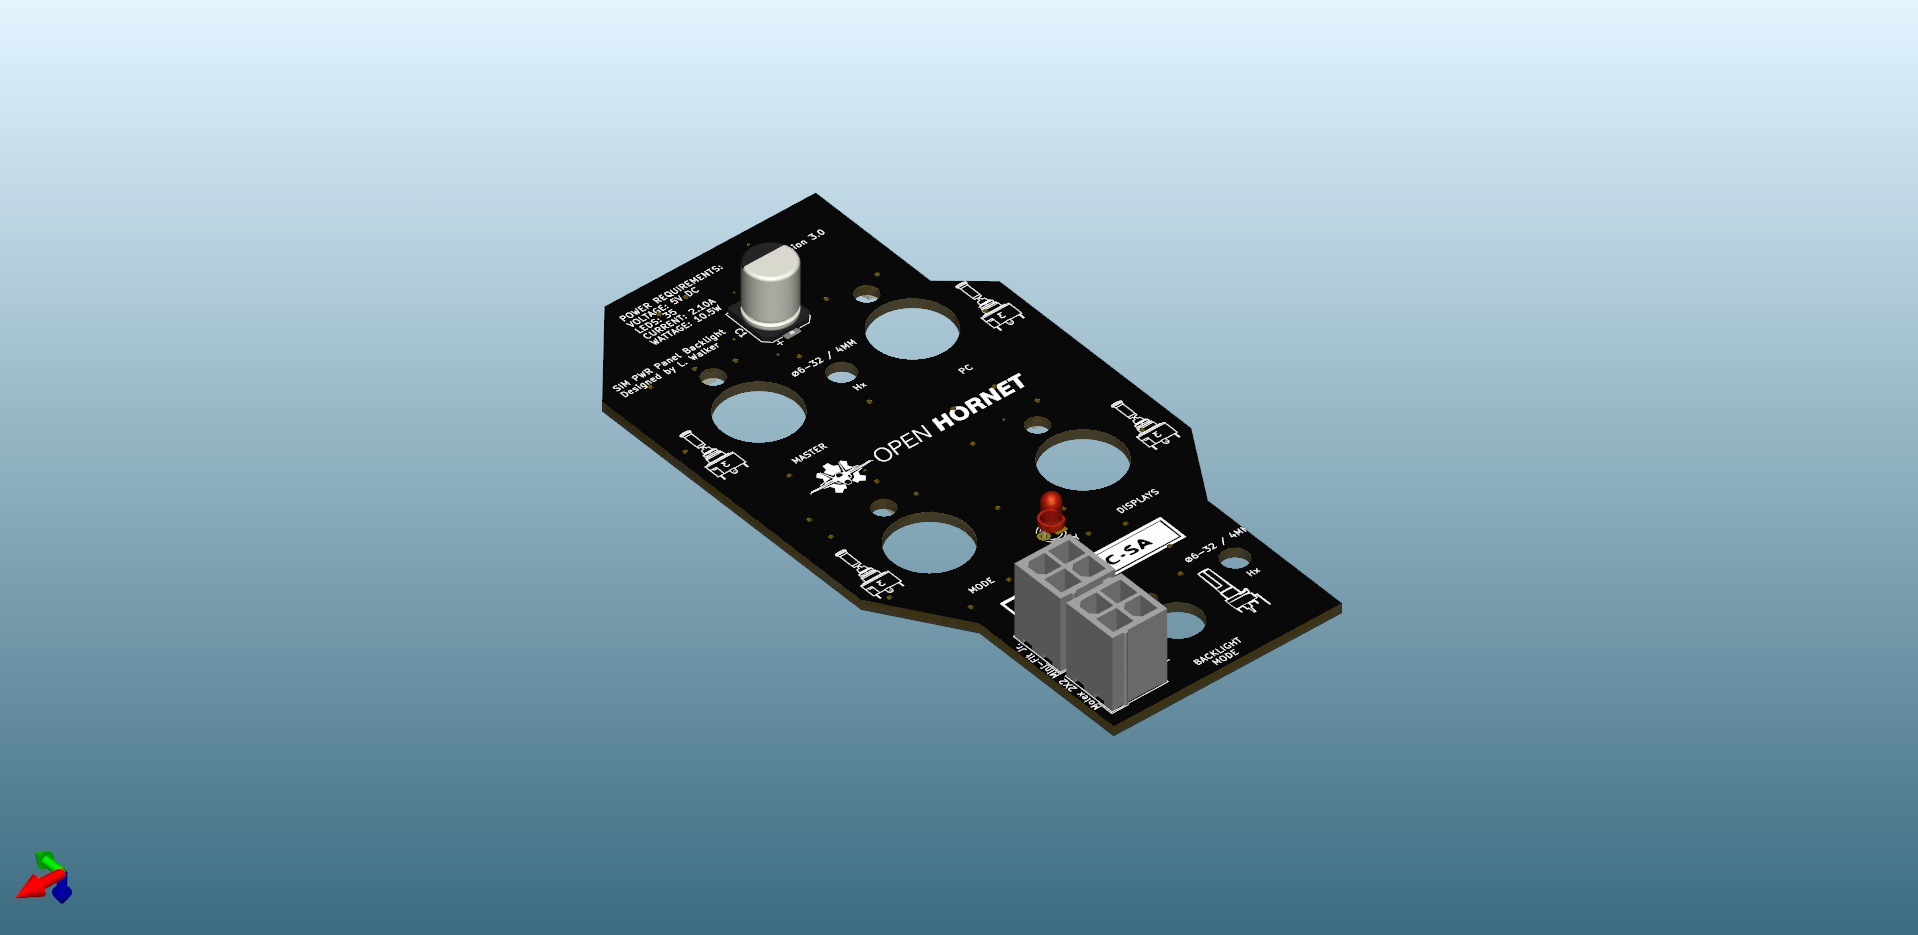 ion 3.0
POWER REQUIREMENTS:
VOLTAGE: 5V DC
LEDS: 35
CURRENT: 2.10A
WATTAGE: 10.5W
SIM PWR Panel Backlight
Designed by L. Walker
+
ø6-32 / 4MM
Hx
PC
OPEN HORNET
MASTER
DISPLAYS
MODE
C-SA
ø6-32 / 4MM
Hx
BACKLIGHT
MODE
Molex 2X2 Mini-Fit Jr.